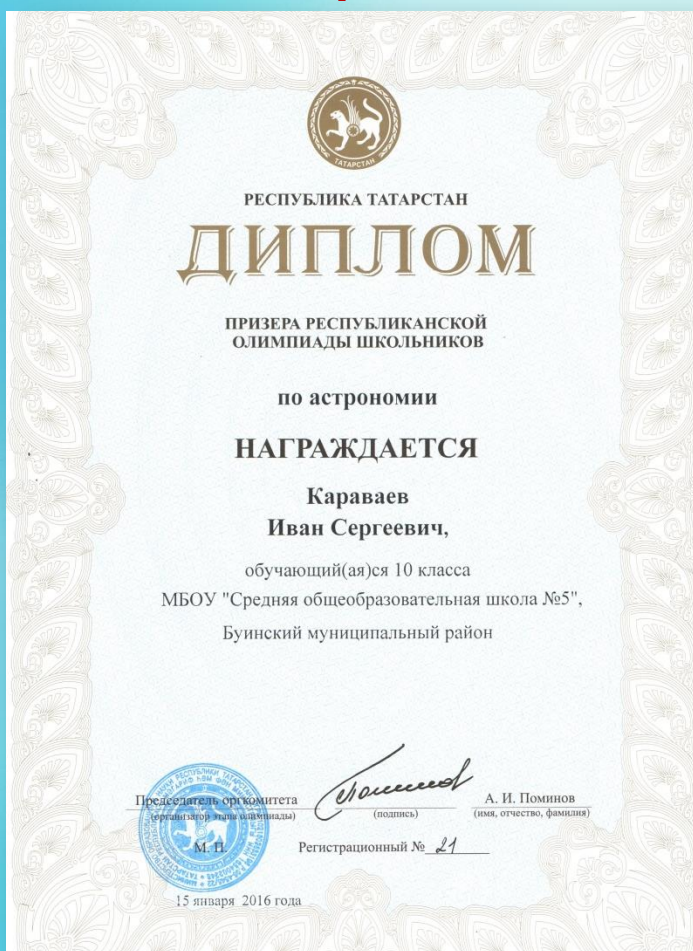 ТАТАРСТАН
РЕСПУБЛИКА ТАТАРСТАН
ДИПЛОМ
ПРИЗЕРА РЕСПУБЛИКАНСКОЙ
ОЛИМПИАДЫ ШКОЛЬНИКОВ
по астрономии
НАГРАЖДАЕТСЯ
Караваев
Иван Сергеевич,
обучающий(ая)ся 10 класса
МБОУ "Средняя общеобразовательная школа №5",
Буинский муниципальный район
Председатель оргкомитета
(организатор этапа олимпиады)
(подпись)
А. И. Поминов
(имя, отчество, фамилия)
М. П.
Регистрационный № 21
15 января 2016 года